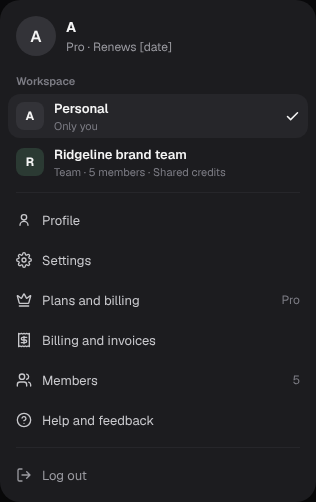 A
A
Pro · Renews [date]
Workspace
A
Personal
Only you
R
Ridgeline brand team
Team · 5 members · Shared credits
Profile
Settings
Plans and billing
Pro
Billing and invoices
Members
5
Help and feedback
Log out